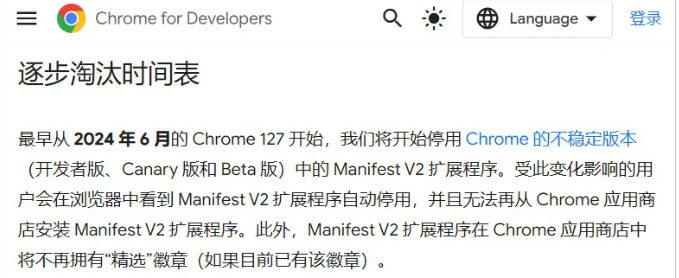 Chrome for Developers Language 登录
逐步淘汰时间表
最早从 2024 年 6 月的 Chrome 127 开始，我们将开始停用 Chrome 的不稳定版本
（开发者版、Canary 版和 Beta 版）中的 Manifest V2 扩展程序。受此变化影响的用
户会在浏览器中看到 Manifest V2 扩展程序自动停用，并且无法再从 Chrome 应用商
店安装 Manifest V2 扩展程序。此外，Manifest V2 扩展程序在 Chrome 应用商店中
将不再拥有“精选”徽章（如果目前已有该徽章）。